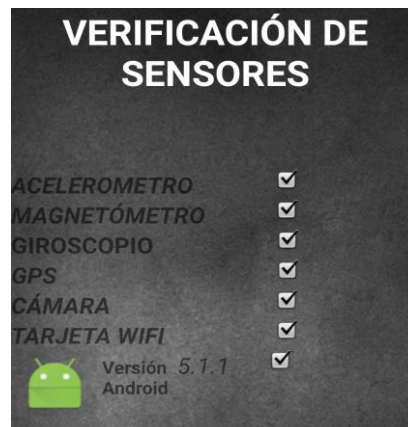 VERIFICACIÓN DE
SENSORES
ACELEROMETRO
MAGNETÓMETRO
GIROSCOPIO
GPS
CÁMARA
TARJETA WIFI
Versión 5.1.1
Android